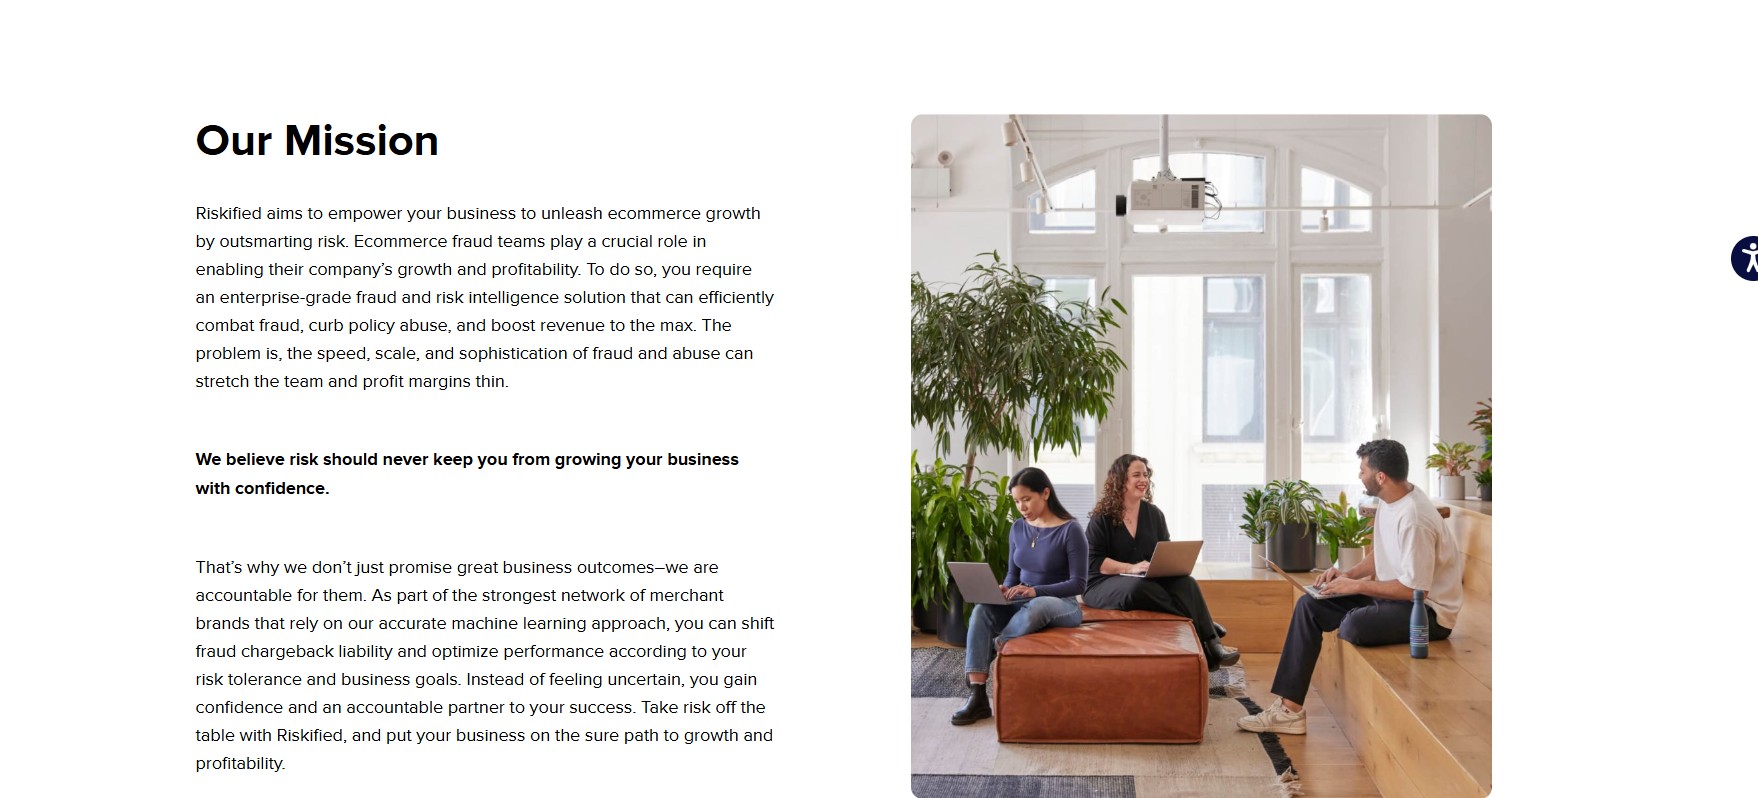 Our Mission
Riskified aims to empower your business to unleash ecommerce growth
by outsmarting risk. Ecommerce fraud teams play a crucial role in
enabling their company’s growth and profitability. To do so, you require
an enterprise-grade fraud and risk intelligence solution that can efficiently
combat fraud, curb policy abuse, and boost revenue to the max. The
problem is, the speed, scale, and sophistication of fraud and abuse can
stretch the team and profit margins thin.
We believe risk should never keep you from growing your business
with confidence.
That’s why we don’t just promise great business outcomes–we are
accountable for them. As part of the strongest network of merchant
brands that rely on our accurate machine learning approach, you can shift
fraud chargeback liability and optimize performance according to your
risk tolerance and business goals. Instead of feeling uncertain, you gain
confidence and an accountable partner to your success. Take risk off the
table with Riskified, and put your business on the sure path to growth and
profitability.